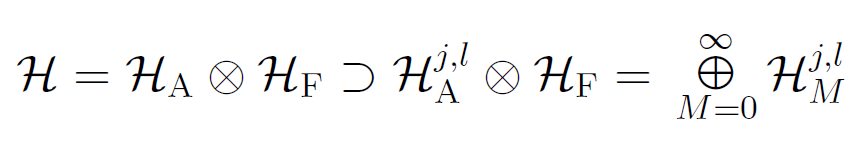 ℋ = ℋ_A ⊗ ℋ_F ⊃ ℋ_A^{j,l} ⊗ ℋ_F = ⊕_{M=0}^{∞} ℋ_M^{j,l}